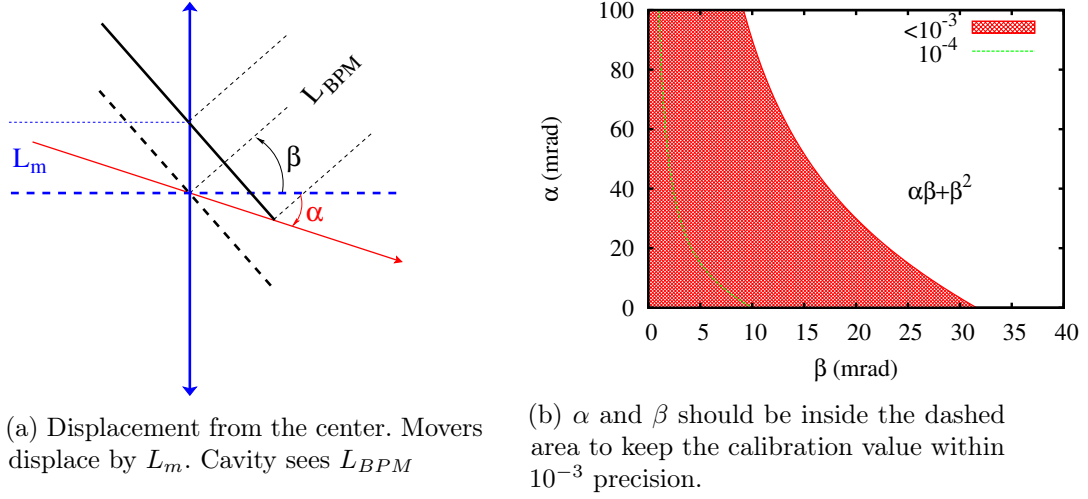 L_BPM
β
L_m
α
100
80
60
40
20
0
α (mrad)
<10^-3
10^-4
αβ+β^2
0 5 10 15 20 25 30 35 40
β (mrad)
(a) Displacement from the center. Movers
displace by L_m. Cavity sees L_BPM
(b) α and β should be inside the dashed
area to keep the calibration value within
10^-3 precision.